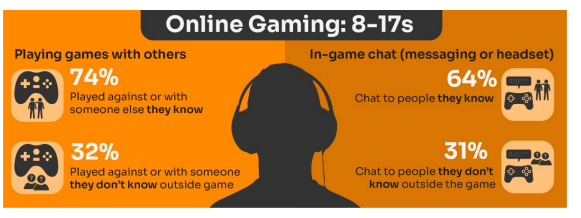 Online Gaming: 8-17s
Playing games with others
74%
Played against or with
someone else they know
32%
Played against or with someone
they don't know outside game
In-game chat (messaging or headset)
64%
Chat to people they know
31%
Chat to people they don't
know outside the game